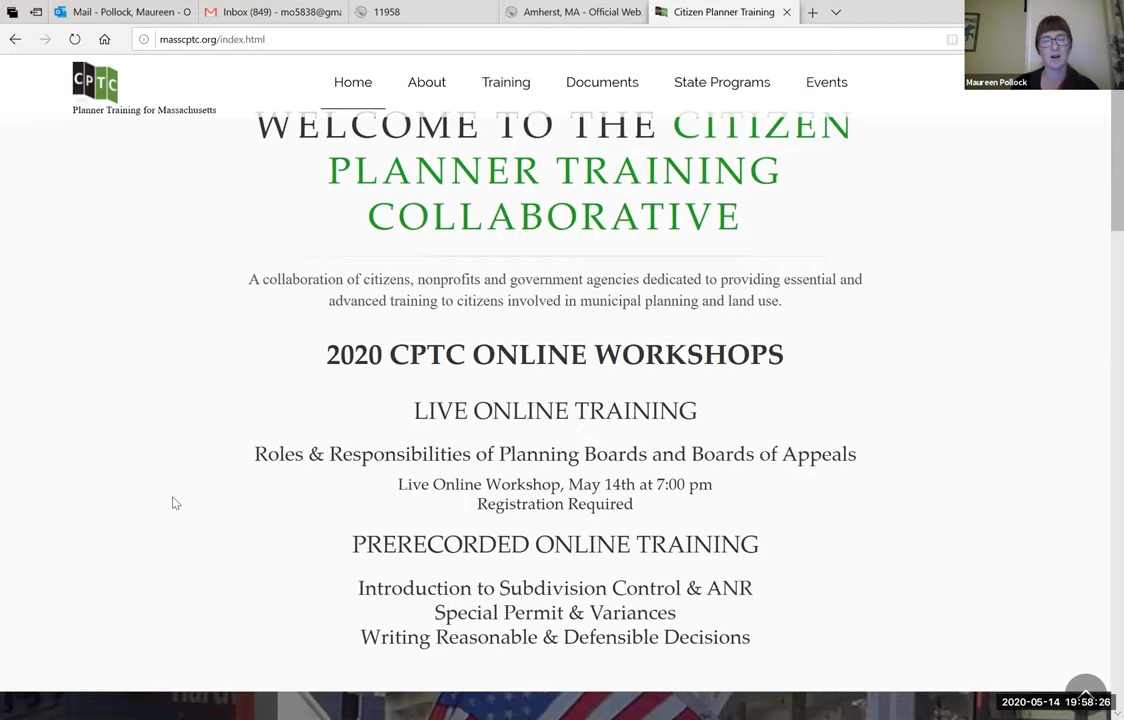 Mail - Pollock, Maureen - O
Inbox (849) - mo5838@gma
11958
Amherst, MA - Official Web
Citizen Planner Training
masscptc.org/index.html
Maureen Pollock
CPTC
Planner Training for Massachusetts
Home
About
Training
Documents
State Programs
Events
WELCOME TO THE CITIZEN
PLANNER TRAINING
COLLABORATIVE
A collaboration of citizens, nonprofits and government agencies dedicated to providing essential and
advanced training to citizens involved in municipal planning and land use.
2020 CPTC ONLINE WORKSHOPS
LIVE ONLINE TRAINING
Roles & Responsibilities of Planning Boards and Boards of Appeals
Live Online Workshop, May 14th at 7:00 pm
Registration Required
PRERECORDED ONLINE TRAINING
Introduction to Subdivision Control & ANR
Special Permit & Variances
Writing Reasonable & Defensible Decisions
2020-05-14 19:58:26